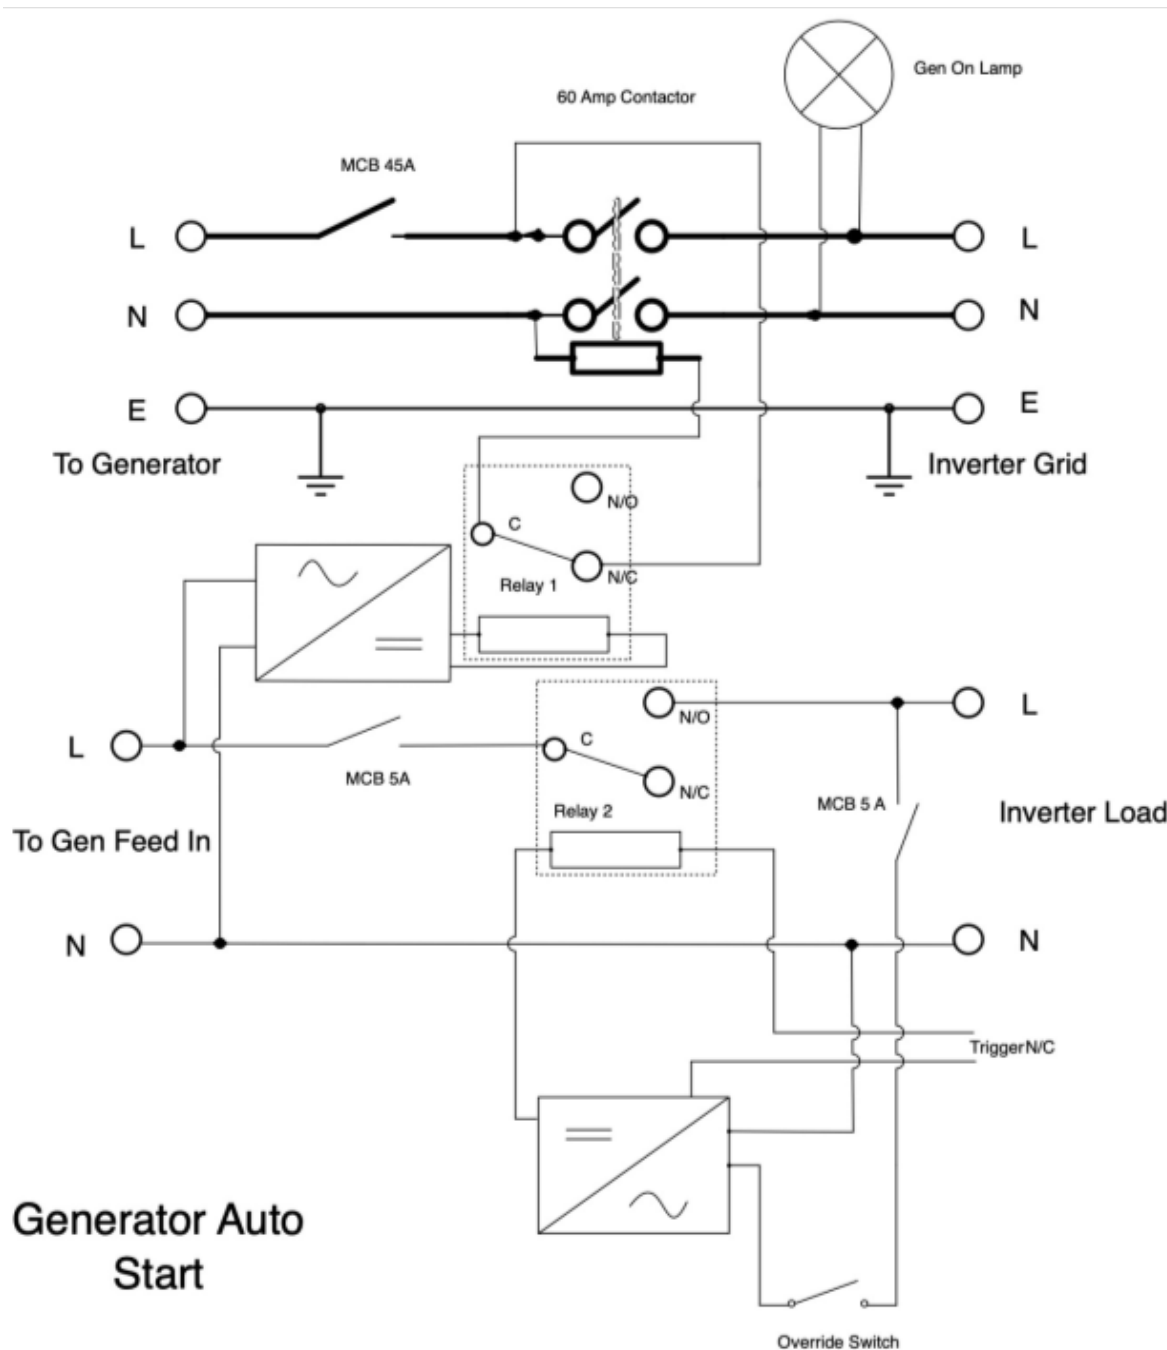 Gen On Lamp
60 Amp Contactor
MCB 45A
L
L
N
N
E
E
To Generator
Inverter Grid
N/O
C
N/C
Relay 1
N/O
L
L
C
MCB 5A
N/C
MCB 5 A
Relay 2
Inverter Load
To Gen Feed In
N
N
TriggerN/C
Generator Auto
Start
Override Switch